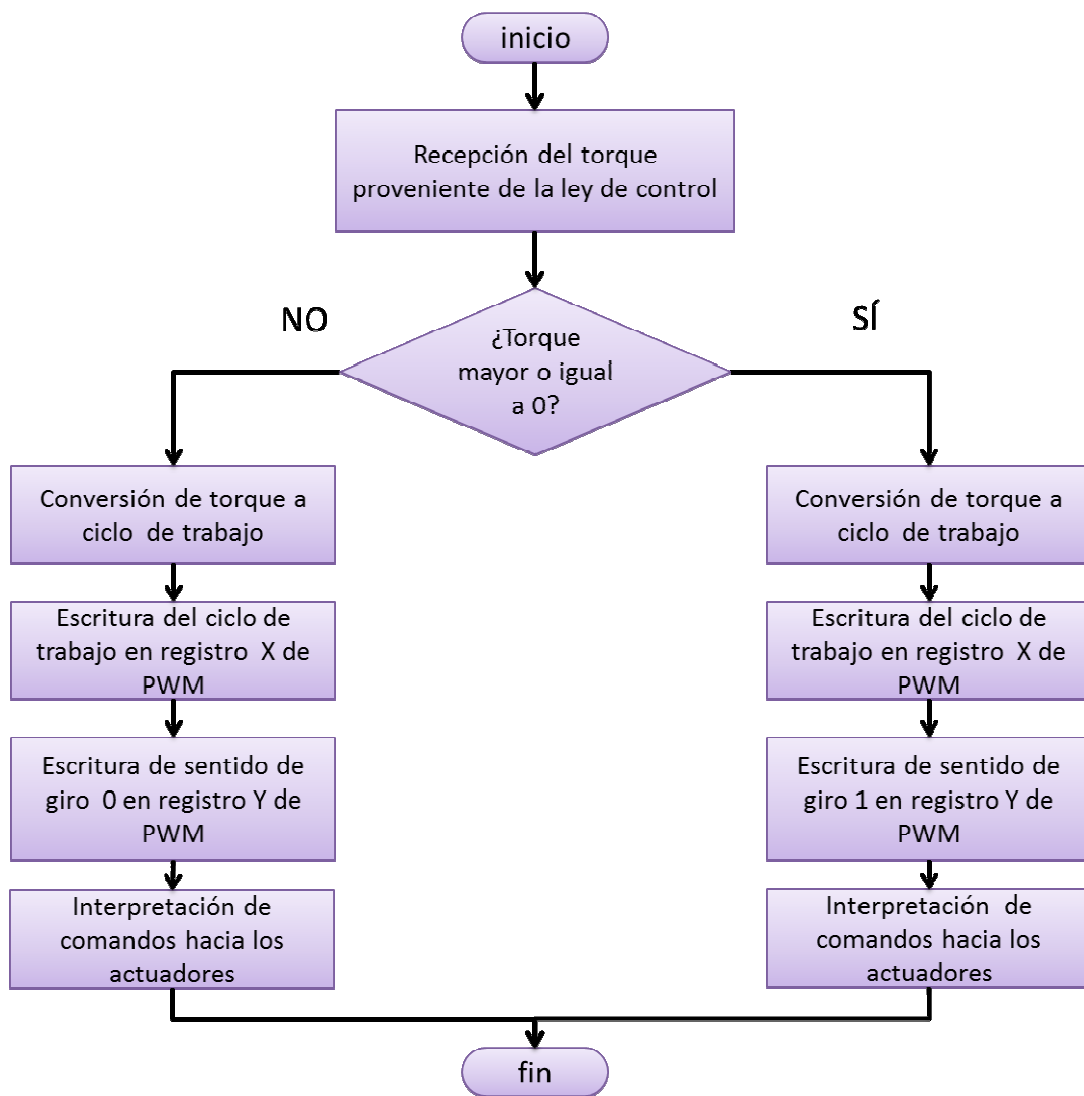 inicio
Recepción del torque
proveniente de la ley de control
NO
SÍ
¿Torque
mayor o igual
a 0?
Conversión de torque a
ciclo de trabajo
Escritura del ciclo de
trabajo en registro X de
PWM
Escritura de sentido de
giro 0 en registro Y de
PWM
Interpretación de
comandos hacia los
actuadores
Conversión de torque a
ciclo de trabajo
Escritura del ciclo de
trabajo en registro X de
PWM
Escritura de sentido de
giro 1 en registro Y de
PWM
Interpretación de
comandos hacia los
actuadores
fin